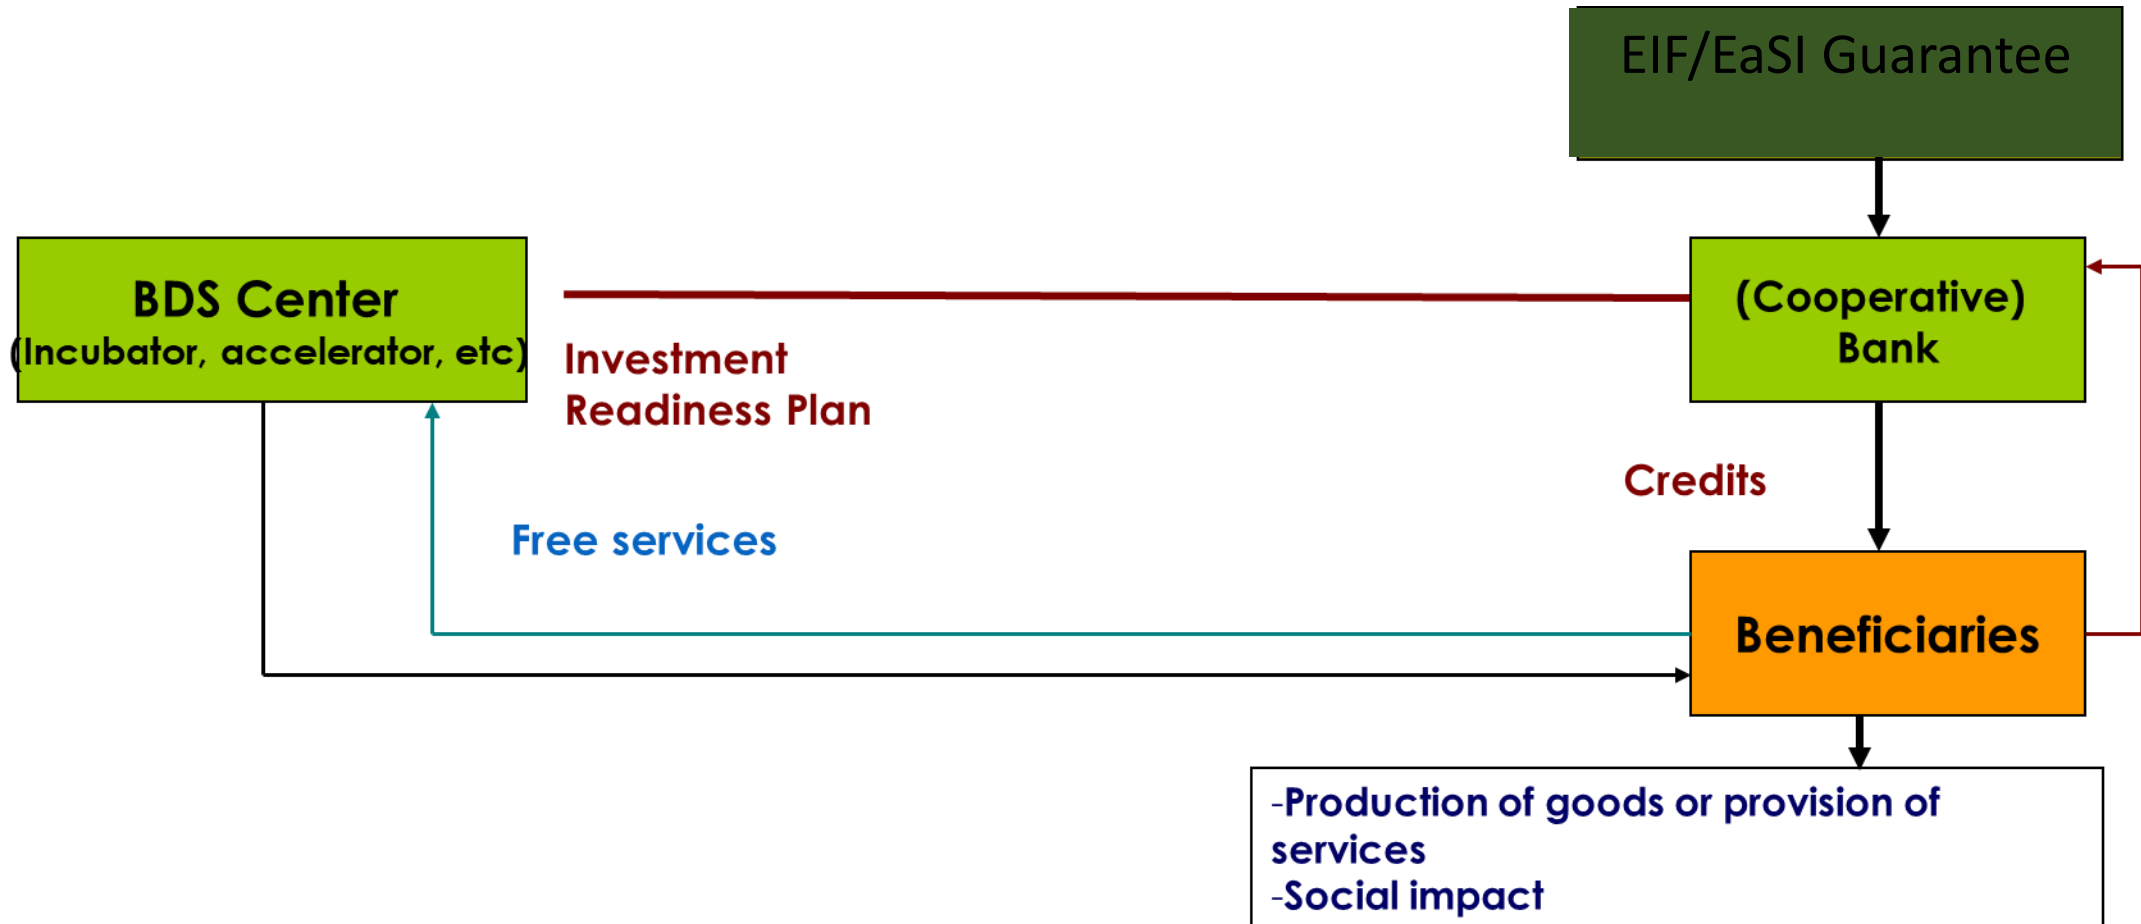 EIF/EaSI Guarantee
BDS Center
(Incubator, accelerator, etc)
(Cooperative)
Bank
Investment
Readiness Plan
Credits
Free services
Beneficiaries
-Production of goods or provision of
services
-Social impact